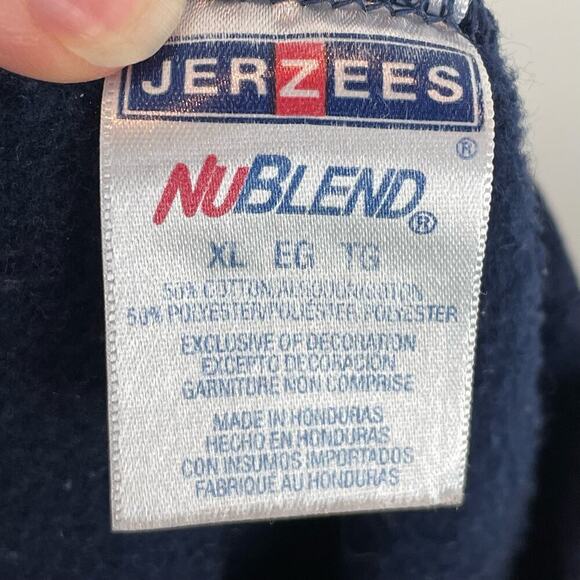 JERZEES
®
NUBLEND®
XL EG TG
50% COTTON/ALGODON/COTON
50% POLYESTER/POLIESTER/POLYESTER
EXCLUSIVE OF DECORATION
EXCEPTO DECORACION
GARNITURE NON COMPRISE
MADE IN HONDURAS
HECHO EN HONDURAS
CON INSUMOS IMPORTADOS
FABRIQUE AU HONDURAS